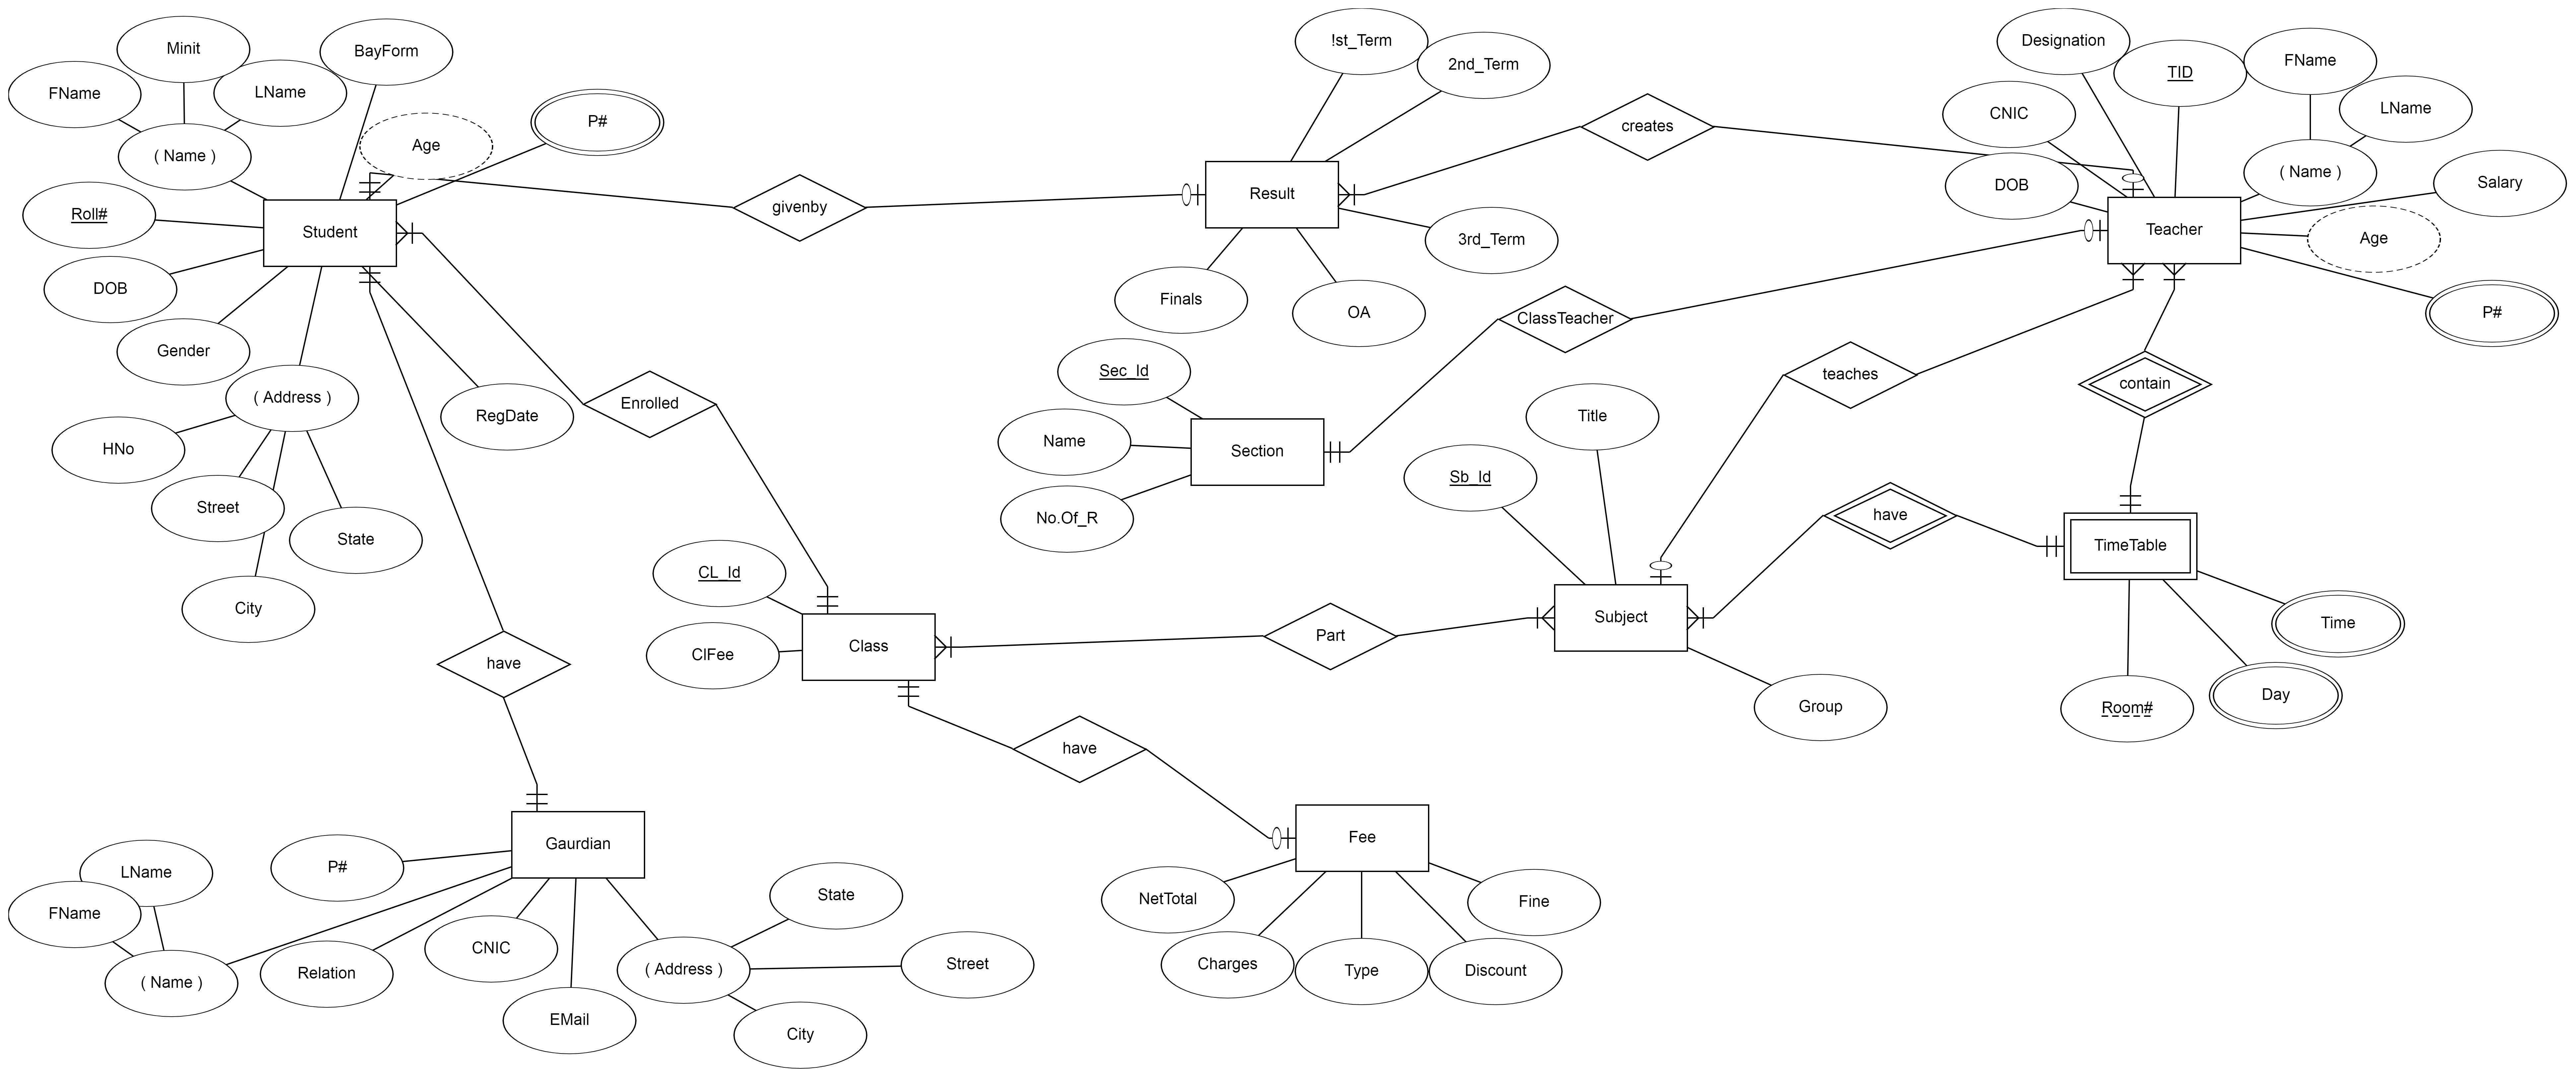 Minit
BayForm
FName
LName
( Name )
Age
P#
Roll#
Student
DOB
Gender
( Address )
RegDate
HNo
Street
State
City
givenby
!st_Term
2nd_Term
Result
3rd_Term
Finals
OA
creates
Designation
TID
FName
LName
CNIC
( Name )
DOB
Salary
Teacher
Age
P#
ClassTeacher
Sec_Id
Name
Section
No.Of_R
Enrolled
teaches
contain
Title
Sb_Id
have
TimeTable
Subject
Time
Day
Room#
Group
CL_Id
ClFee
Class
Part
have
have
Gaurdian
P#
LName
FName
( Name )
Relation
CNIC
EMail
( Address )
State
Street
City
Fee
NetTotal
Charges
Type
Discount
Fine